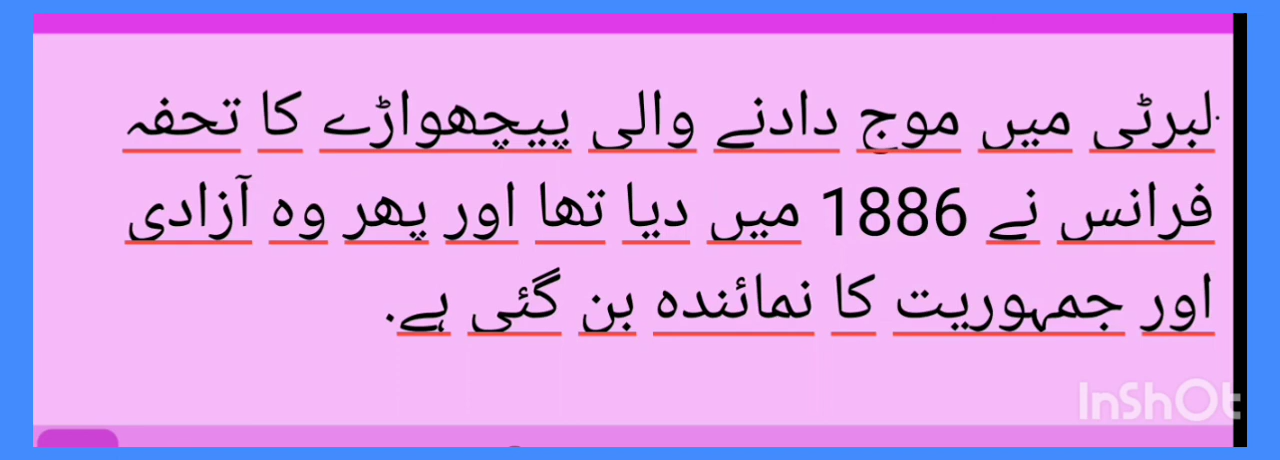 لبرٹی میں موج دادنے والی پیچھواڑے کا تحفہ
فرانس نے 1886 میں دیا تھا اور پھر وہ آزادی
اور جمہوریت کا نمائندہ بن گئی ہے.
InShOt